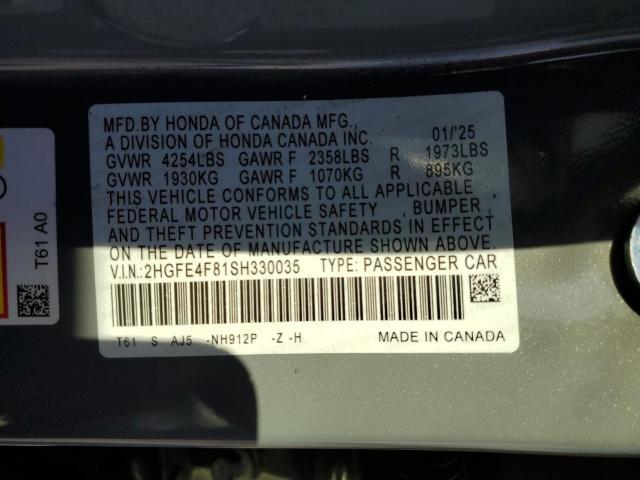 MFD.BY HONDA OF CANADA MFG.,
A DIVISION OF HONDA CANADA INC. 01/'25
GVWR 4254LBS GAWR F 2358LBS R 1973LBS
GVWR 1930KG GAWR F 1070KG R 895KG
THIS VEHICLE CONFORMS TO ALL APPLICABLE
FEDERAL MOTOR VEHICLE SAFETY , BUMPER ,
AND THEFT PREVENTION STANDARDS IN EFFECT
ON THE DATE OF MANUFACTURE SHOWN ABOVE.
V.I.N.:2HGFE4F81SH330035 TYPE: PASSENGER CAR
T61 S AJ5 -NH912P -Z -H MADE IN CANADA
T61 A0